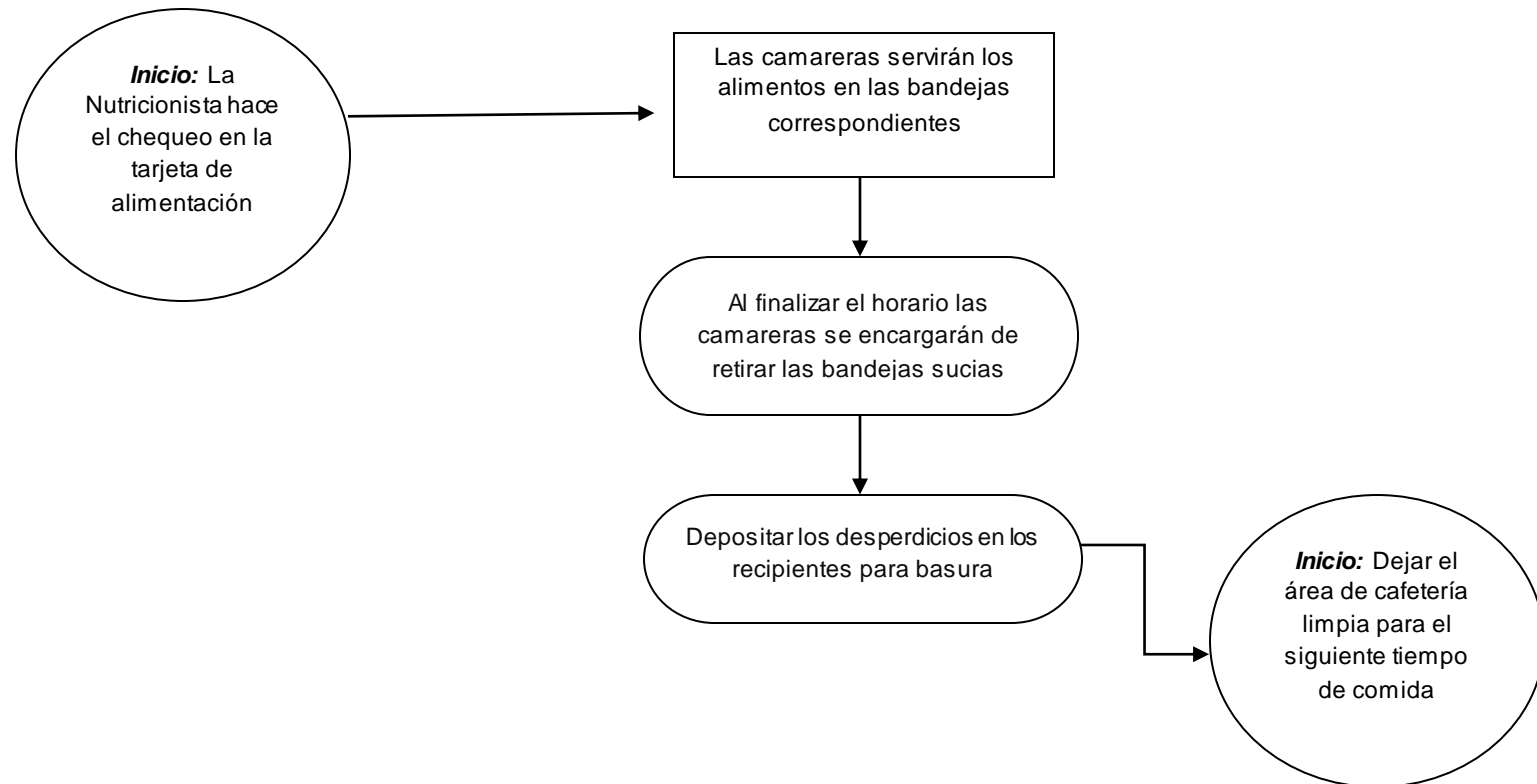 Inicio: La
Nutricionista hace
el chequeo en la
tarjeta de
alimentación
Las camareras servirán los
alimentos en las bandejas
correspondientes
Al finalizar el horario las
camareras se encargarán de
retirar las bandejas sucias
Depositar los desperdicios en los
recipientes para basura
Inicio: Dejar el
área de cafetería
limpia para el
siguiente tiempo
de comida